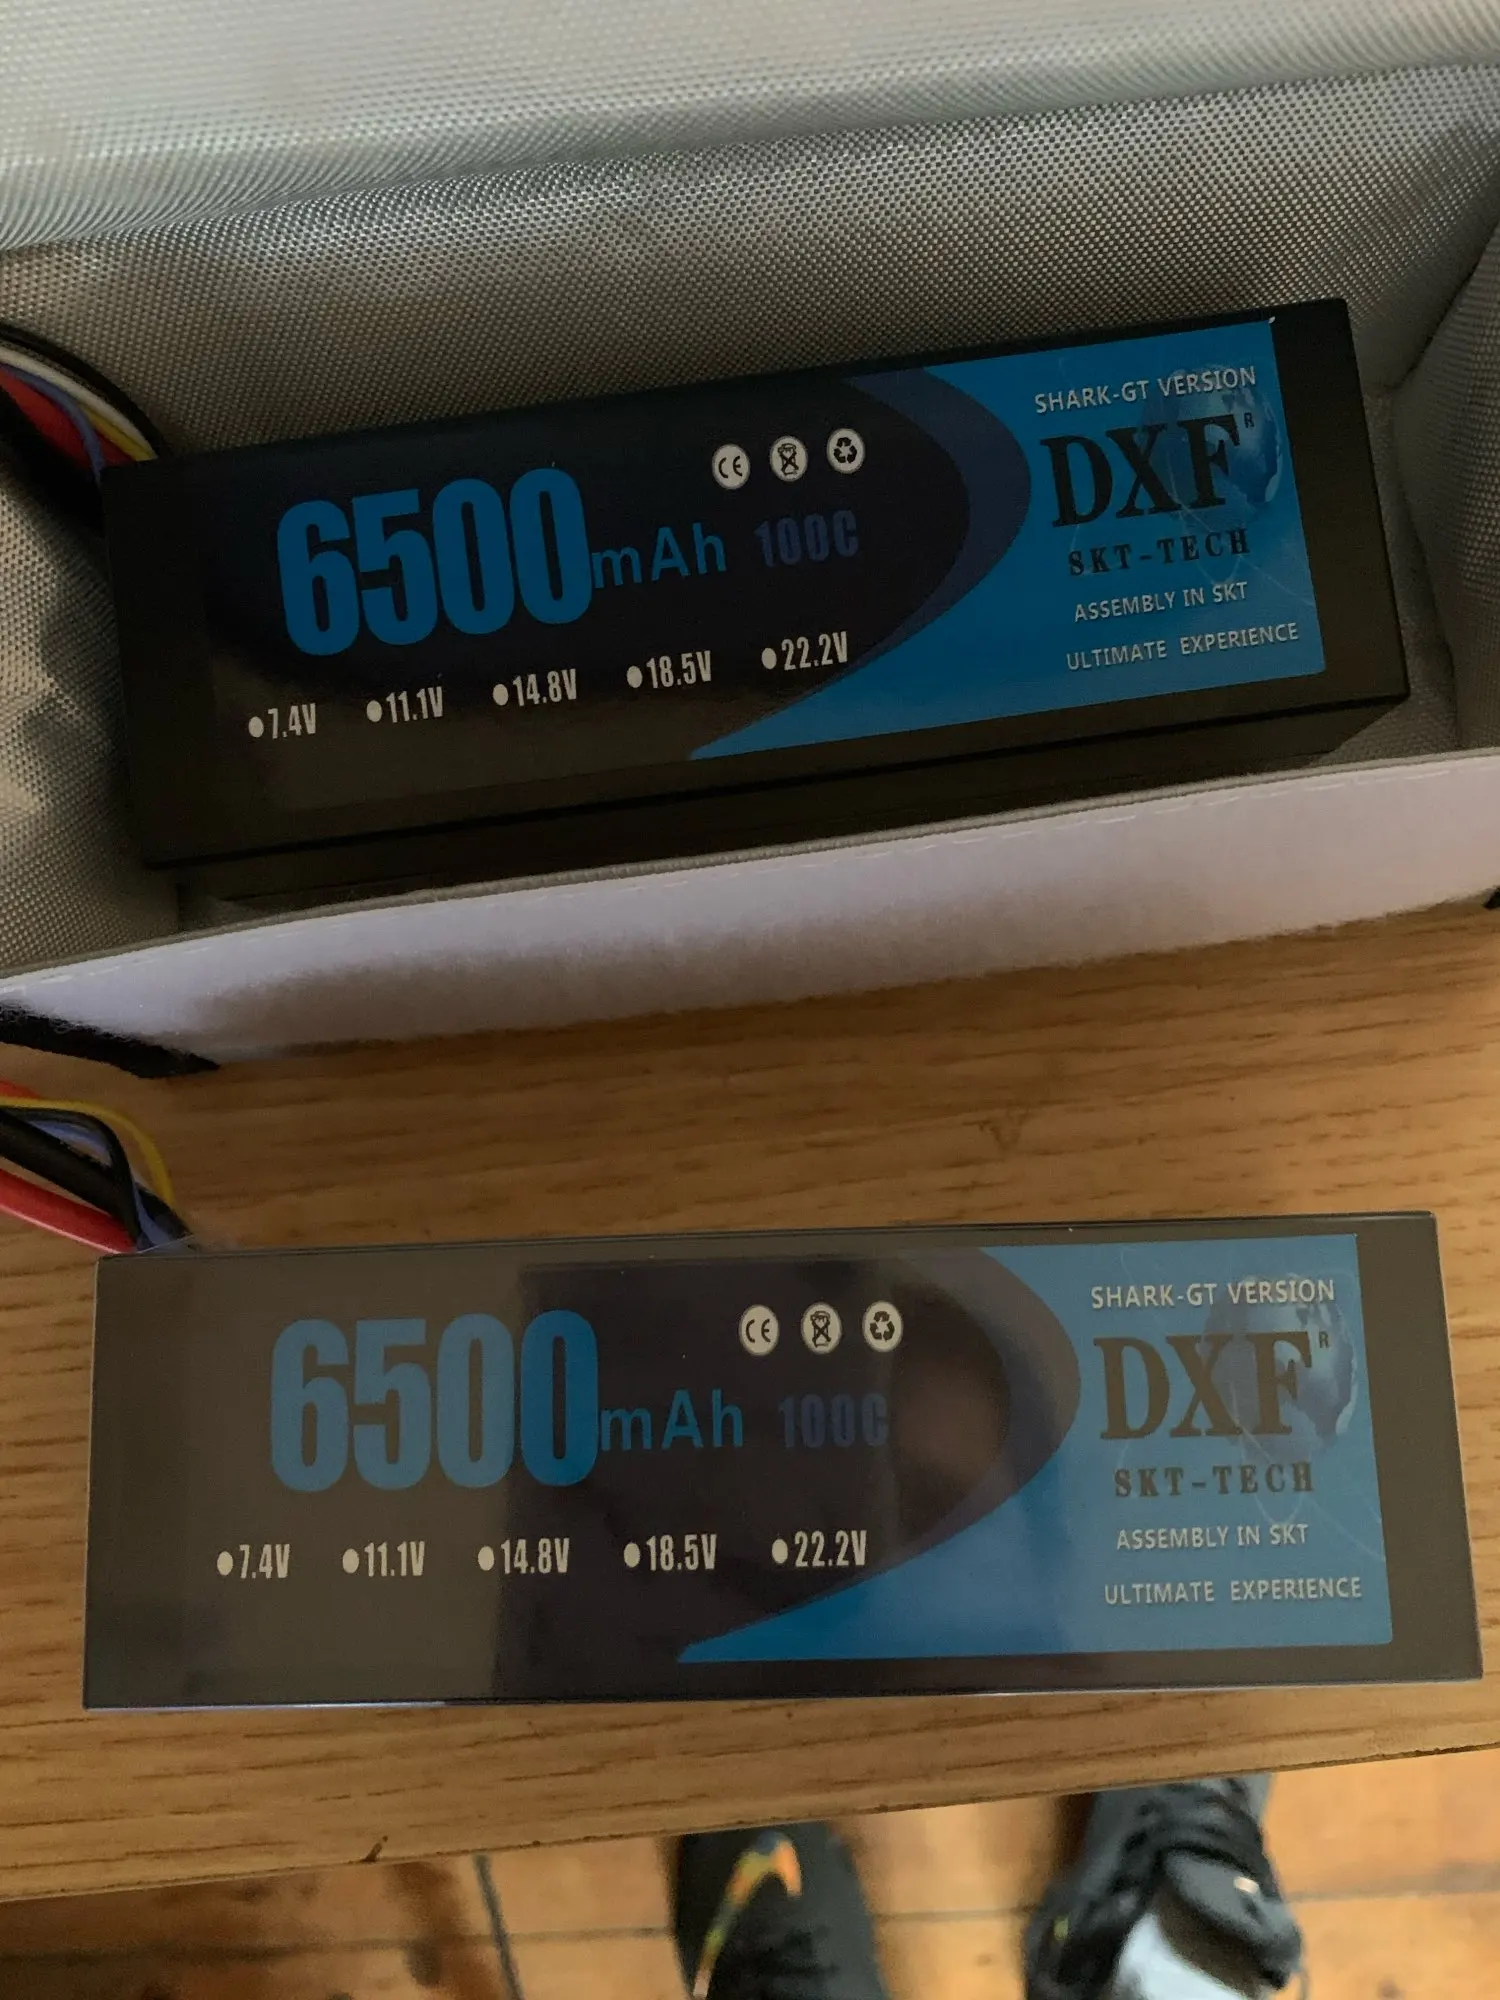 SHARK-GT VERSION
DXF R
SKT-TECH
ASSEMBLY IN SKT
ULTIMATE EXPERIENCE
CE
6500mAh 100C
•7.4V •11.1V •14.8V •18.5V •22.2V
SHARK-GT VERSION
DXF R
SKT-TECH
ASSEMBLY IN SKT
ULTIMATE EXPERIENCE
CE
6500mAh 100C
•7.4V •11.1V •14.8V •18.5V •22.2V